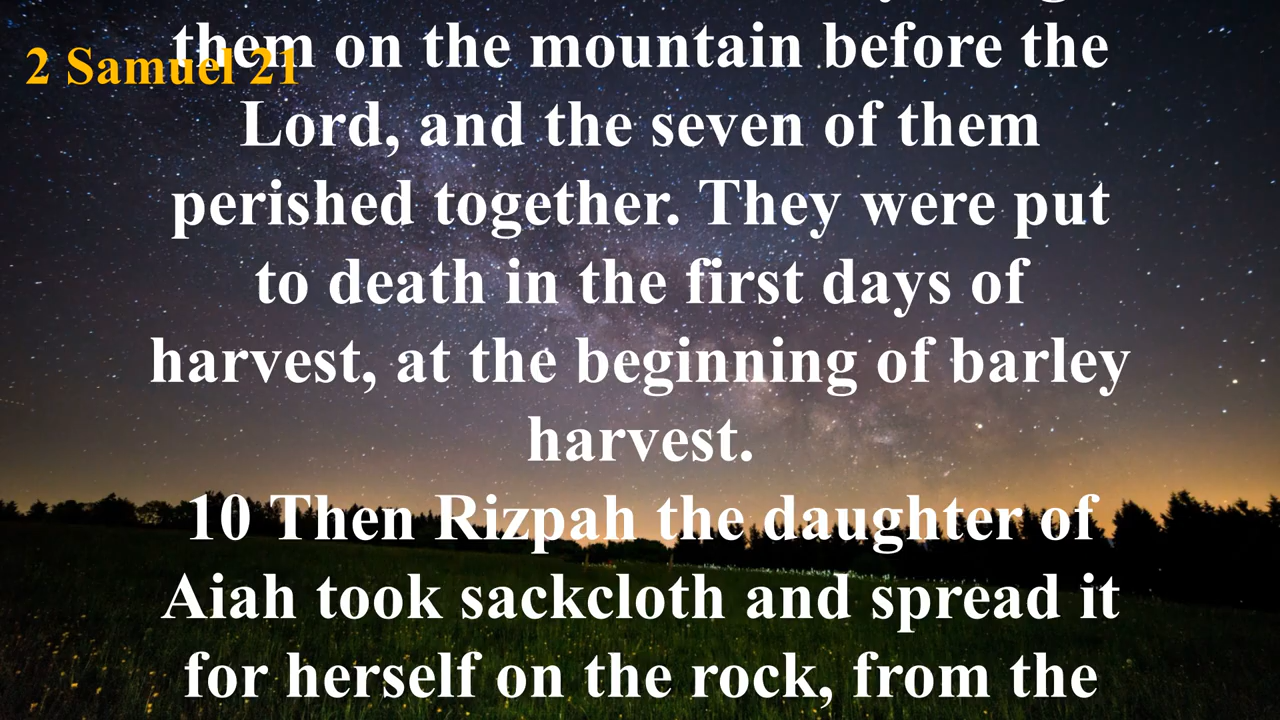 2 Samuel 21
them on the mountain before the
Lord, and the seven of them
perished together. They were put
to death in the first days of
harvest, at the beginning of barley
harvest.
10 Then Rizpah the daughter of
Aiah took sackcloth and spread it
for herself on the rock, from the